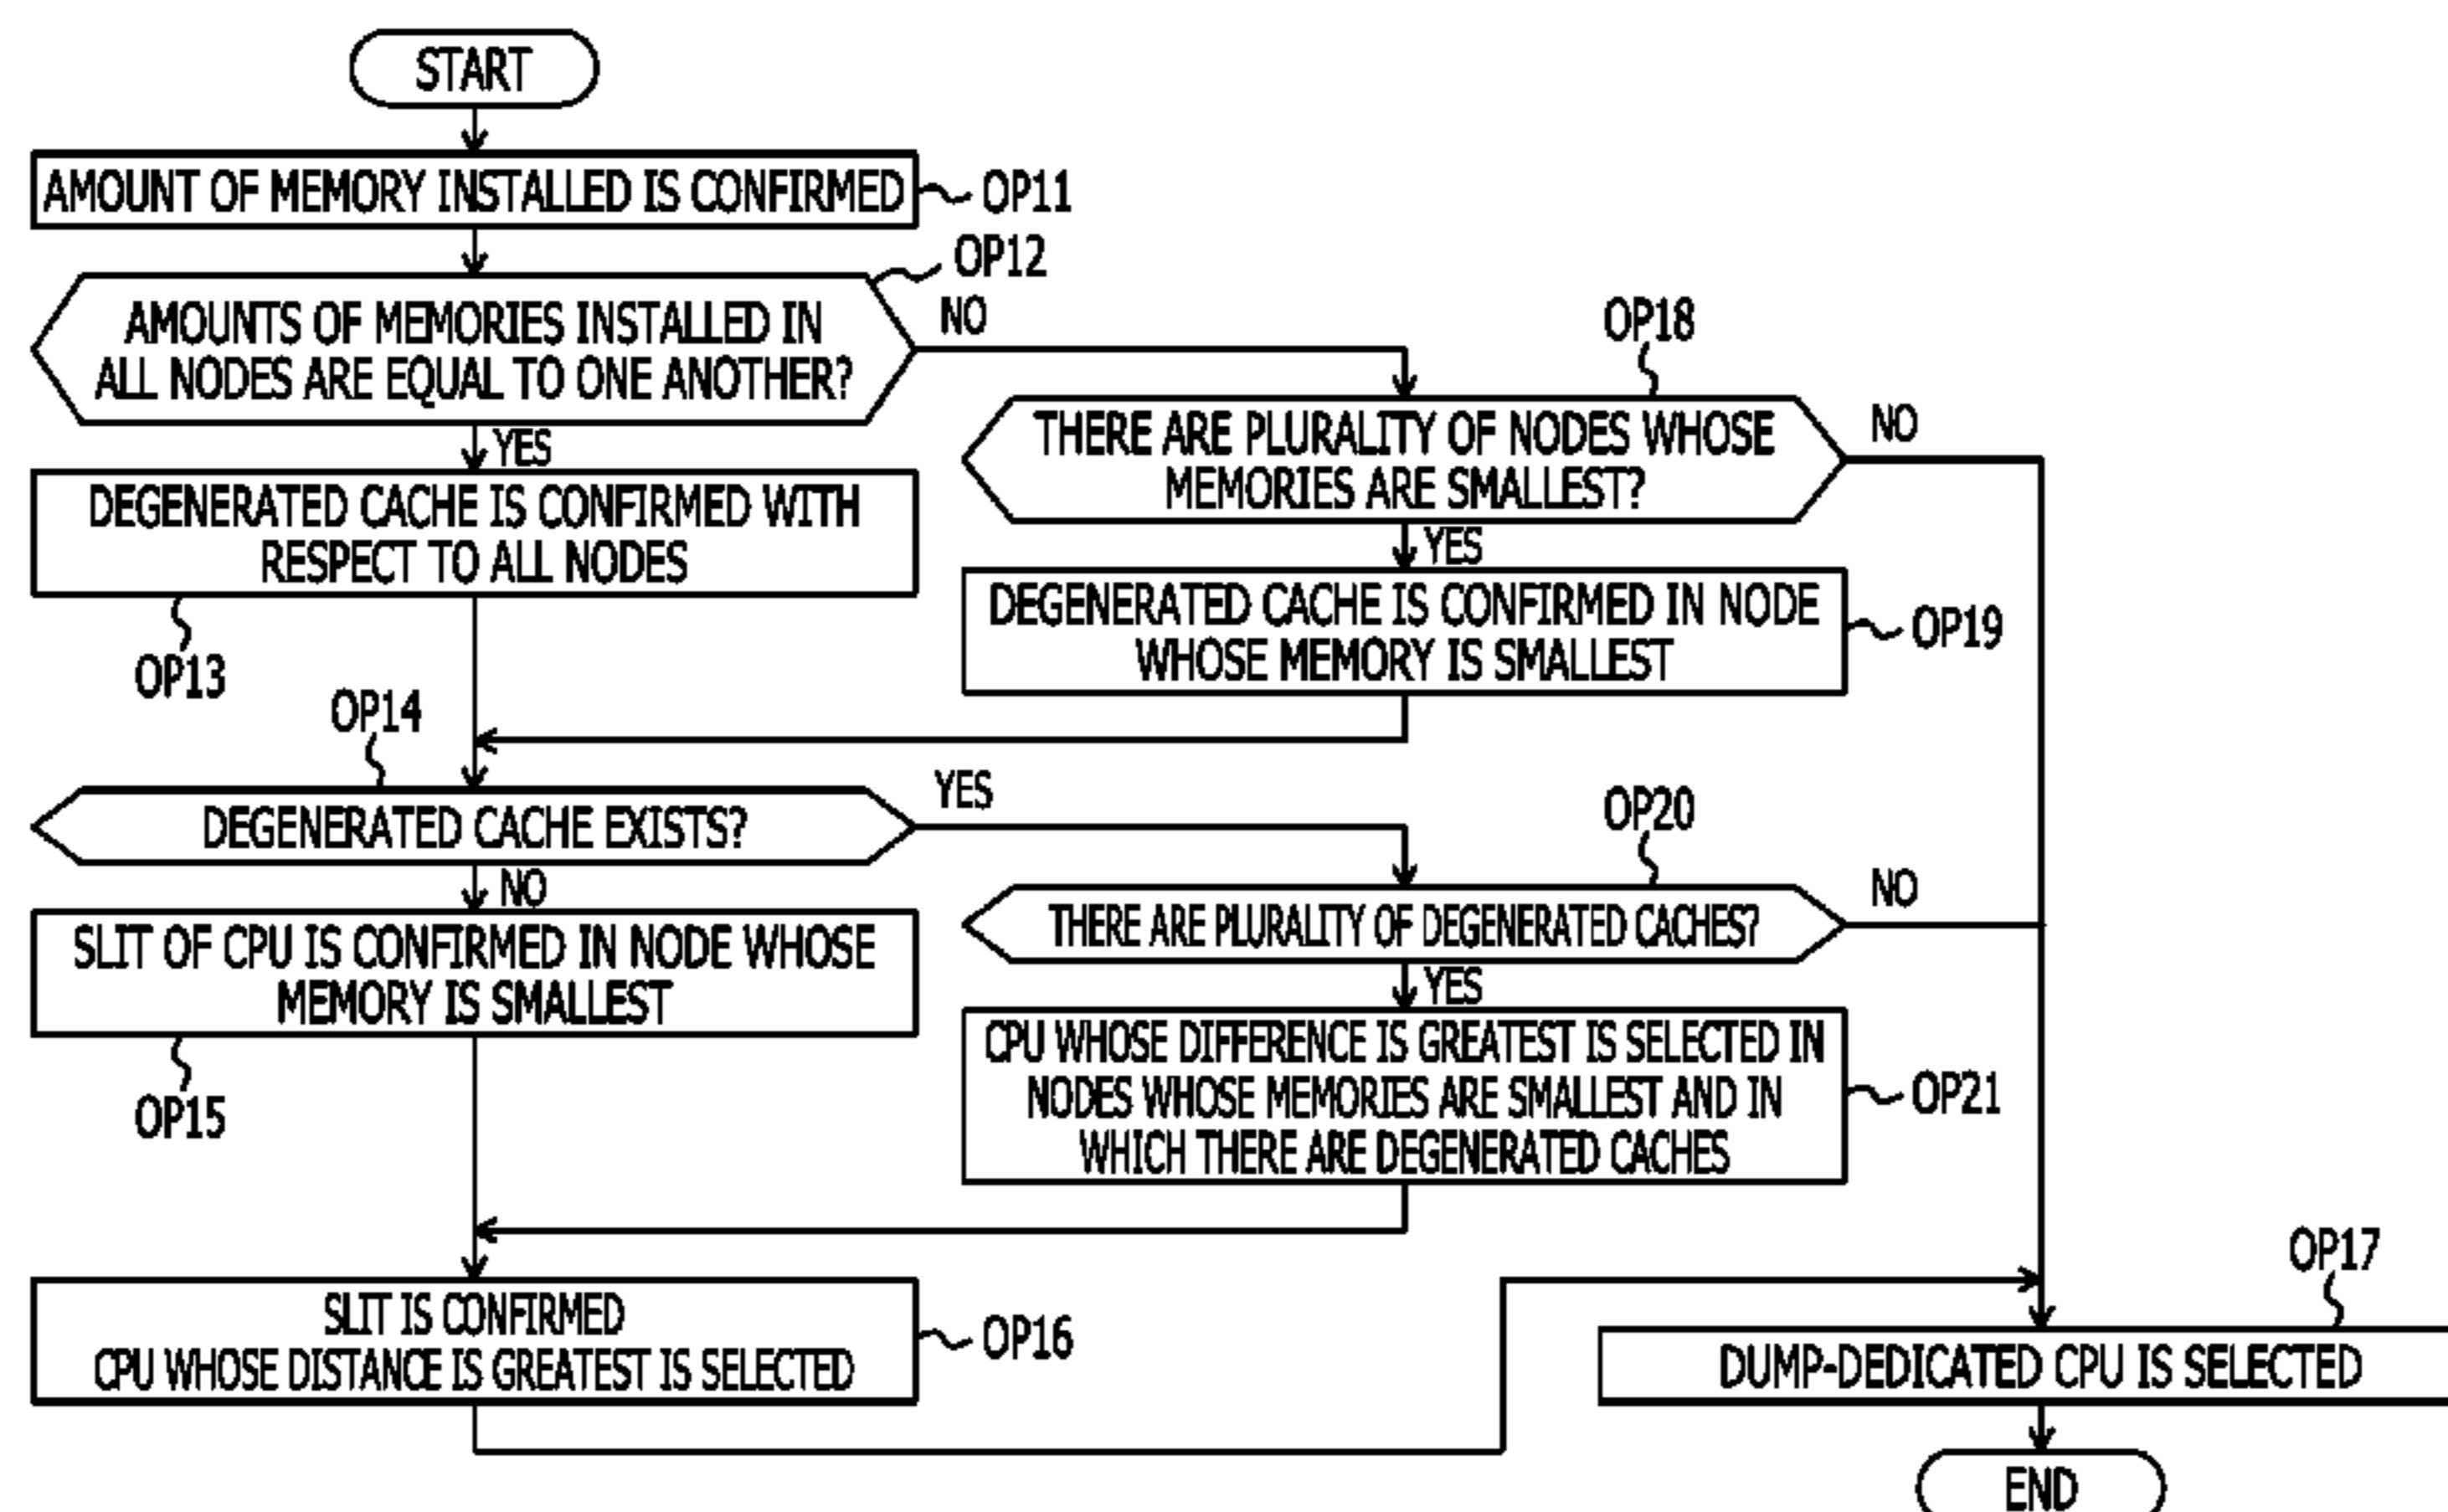 START
AMOUNT OF MEMORY INSTALLED IS CONFIRMED
OP11
OP12
AMOUNTS OF MEMORIES INSTALLED IN
ALL NODES ARE EQUAL TO ONE ANOTHER?
NO
YES
OP18
THERE ARE PLURALITY OF NODES WHOSE
MEMORIES ARE SMALLEST?
NO
YES
DEGENERATED CACHE IS CONFIRMED WITH
RESPECT TO ALL NODES
OP13
DEGENERATED CACHE IS CONFIRMED IN NODE
WHOSE MEMORY IS SMALLEST
OP19
OP14
DEGENERATED CACHE EXISTS?
YES
NO
OP20
THERE ARE PLURALITY OF DEGENERATED CACHES?
NO
YES
SLIT OF CPU IS CONFIRMED IN NODE WHOSE
MEMORY IS SMALLEST
OP15
CPU WHOSE DIFFERENCE IS GREATEST IS SELECTED IN
NODES WHOSE MEMORIES ARE SMALLEST AND IN
WHICH THERE ARE DEGENERATED CACHES
OP21
SLIT IS CONFIRMED
CPU WHOSE DISTANCE IS GREATEST IS SELECTED
OP16
OP17
DUMP-DEDICATED CPU IS SELECTED
END